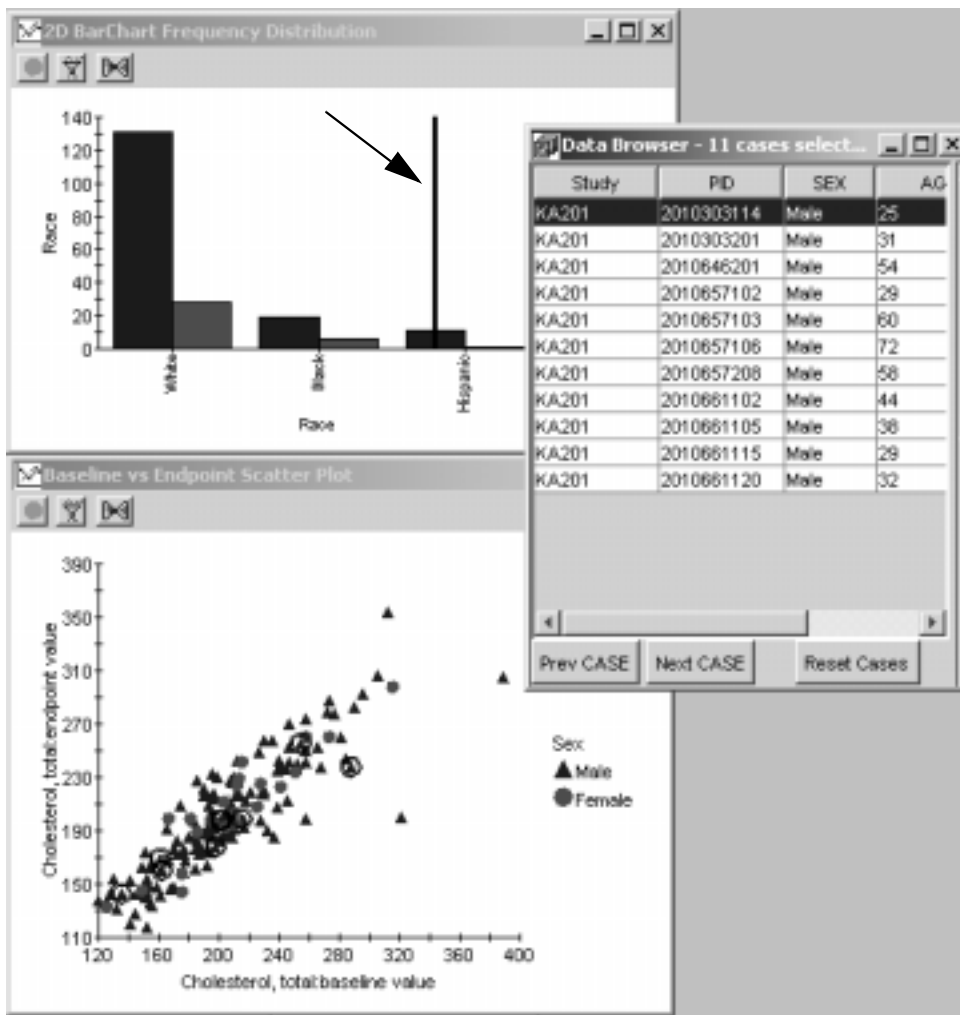 2D BarChart Frequency Distribution
140
120
100
80
60
40
20
0
Race
White
Black
Hispanic
Race
Data Browser - 11 cases select...
Study PID SEX AG
KA201 2010303114 Male 25
KA201 2010303201 Male 31
KA201 2010646201 Male 54
KA201 2010657102 Male 29
KA201 2010657103 Male 60
KA201 2010657106 Male 72
KA201 2010657208 Male 58
KA201 2010661102 Male 44
KA201 2010661105 Male 38
KA201 2010661115 Male 29
KA201 2010661120 Male 32
Prev CASE Next CASE Reset Cases
Baseline vs Endpoint Scatter Plot
390
350
310
270
230
190
150
110
Cholesterol, total:endpoint value
120 160 200 240 280 320 360 400
Cholesterol, total:baseline value
Sex
Male
Female